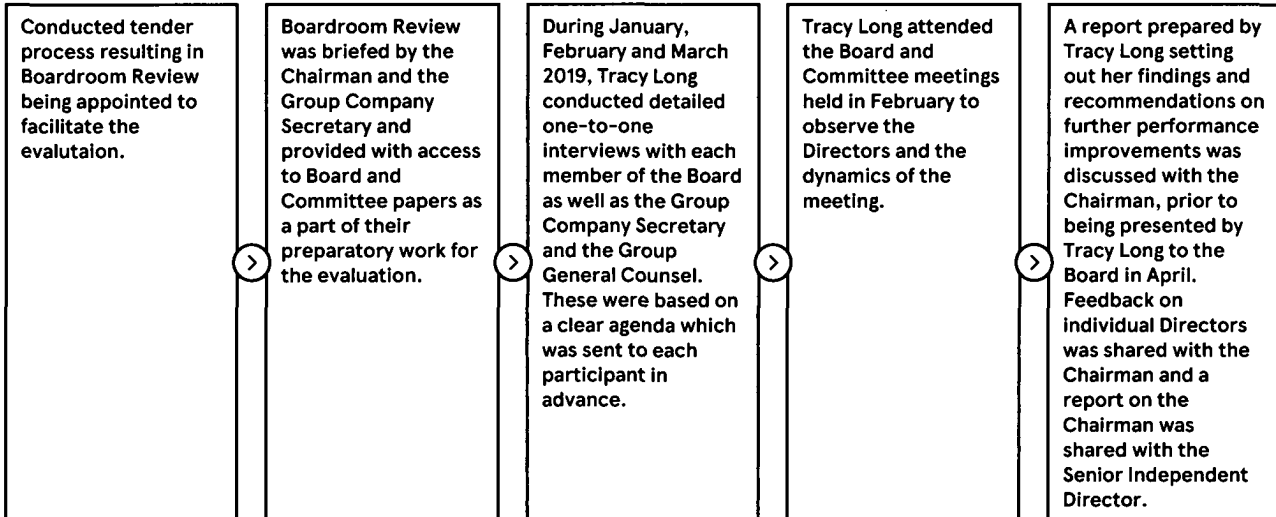 Conducted tender
process resulting in
Boardroom Review
being appointed to
facilitate the
evalutaion.
Boardroom Review
was briefed by the
Chairman and the
Group Company
Secretary and
provided with access
to Board and
Committee papers as
a part of their
preparatory work for
the evaluation.
During January,
February and March
2019, Tracy Long
conducted detailed
one-to-one
interviews with each
member of the Board
as well as the Group
Company Secretary
and the Group
General Counsel.
These were based on
a clear agenda which
was sent to each
participant in
advance.
Tracy Long attended
the Board and
Committee meetings
held in February to
observe the
Directors and the
dynamics of the
meeting.
A report prepared by
Tracy Long setting
out her findings and
recommendations on
further performance
improvements was
discussed with the
Chairman, prior to
being presented by
Tracy Long to the
Board in April.
Feedback on
individual Directors
was shared with the
Chairman and a
report on the
Chairman was
shared with the
Senior Independent
Director.